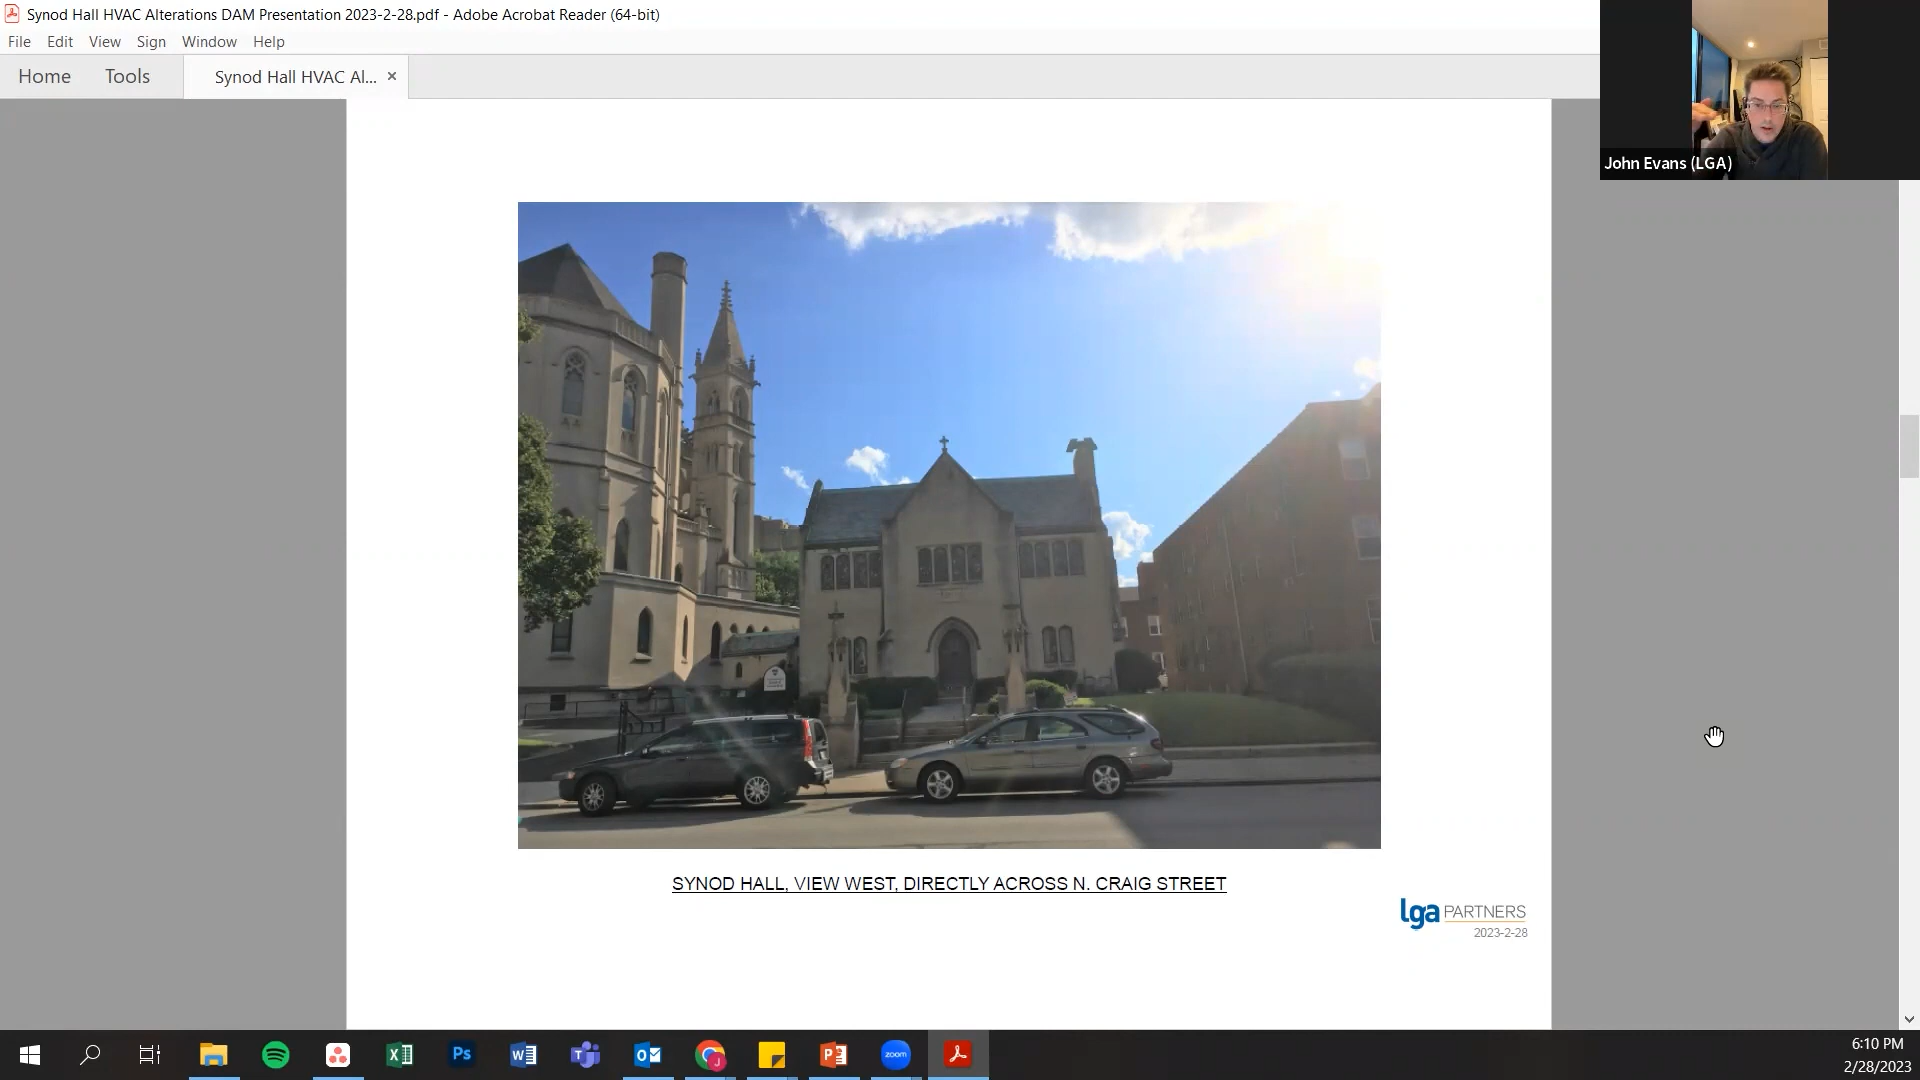 Synod Hall HVAC Alterations DAM Presentation 2023-2-28.pdf - Adobe Acrobat Reader (64-bit)
File Edit View Sign Window Help
Home Tools Synod Hall HVAC Al... ×
John Evans (LGA)
SYNOD HALL, VIEW WEST, DIRECTLY ACROSS N. CRAIG STREET
lga PARTNERS
2023-2-28
Ps
zoom
6:10 PM
2/28/2023